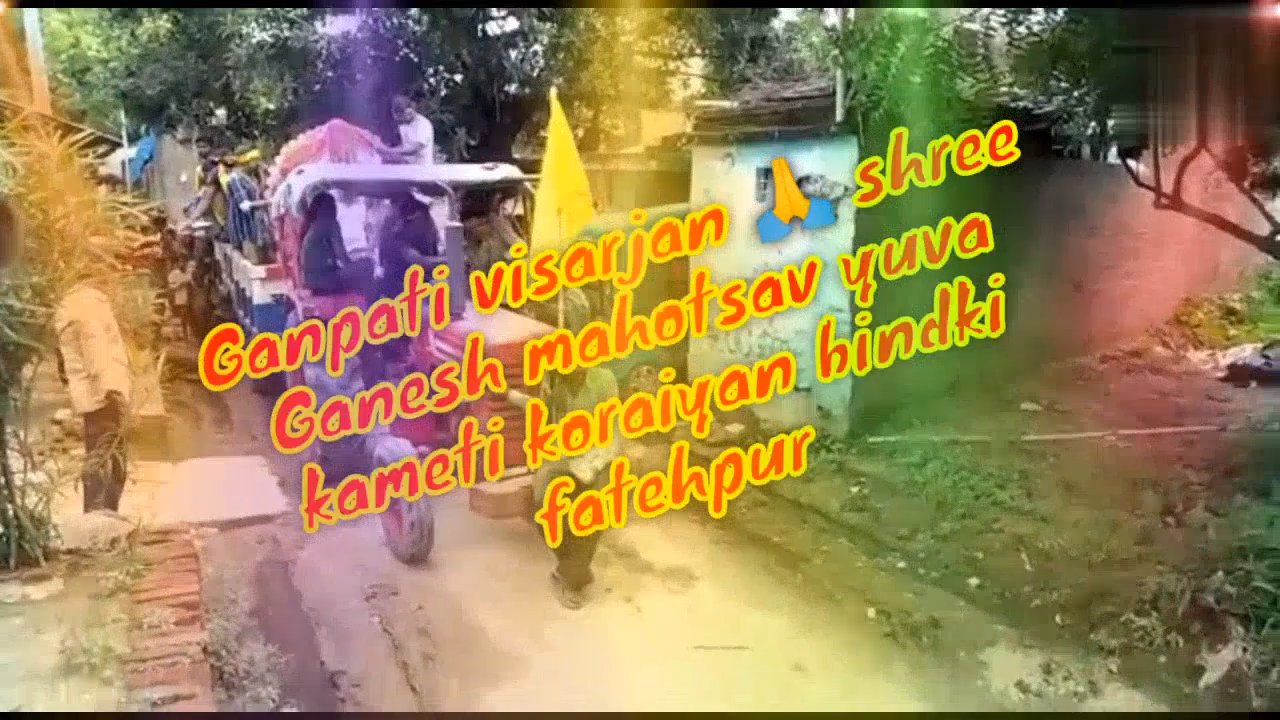 Ganpati visarjan 🙏 shree
Ganesh mahotsav yuva
kameti koraiyan bindki
fatehpur